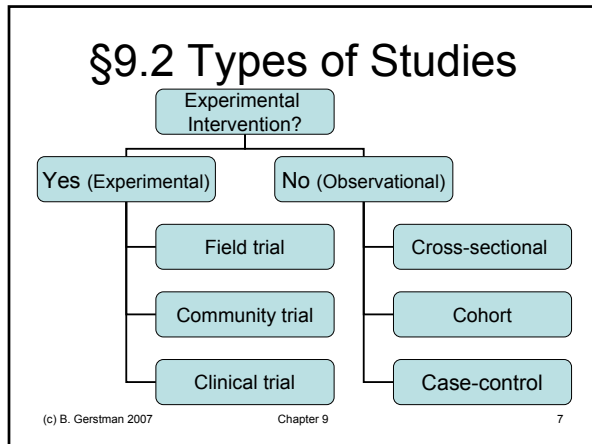 §9.2 Types of Studies
Experimental
Intervention?
Yes (Experimental)
No (Observational)
Field trial
Cross-sectional
Community trial
Cohort
Clinical trial
Case-control
(c) B. Gerstman 2007
Chapter 9
7